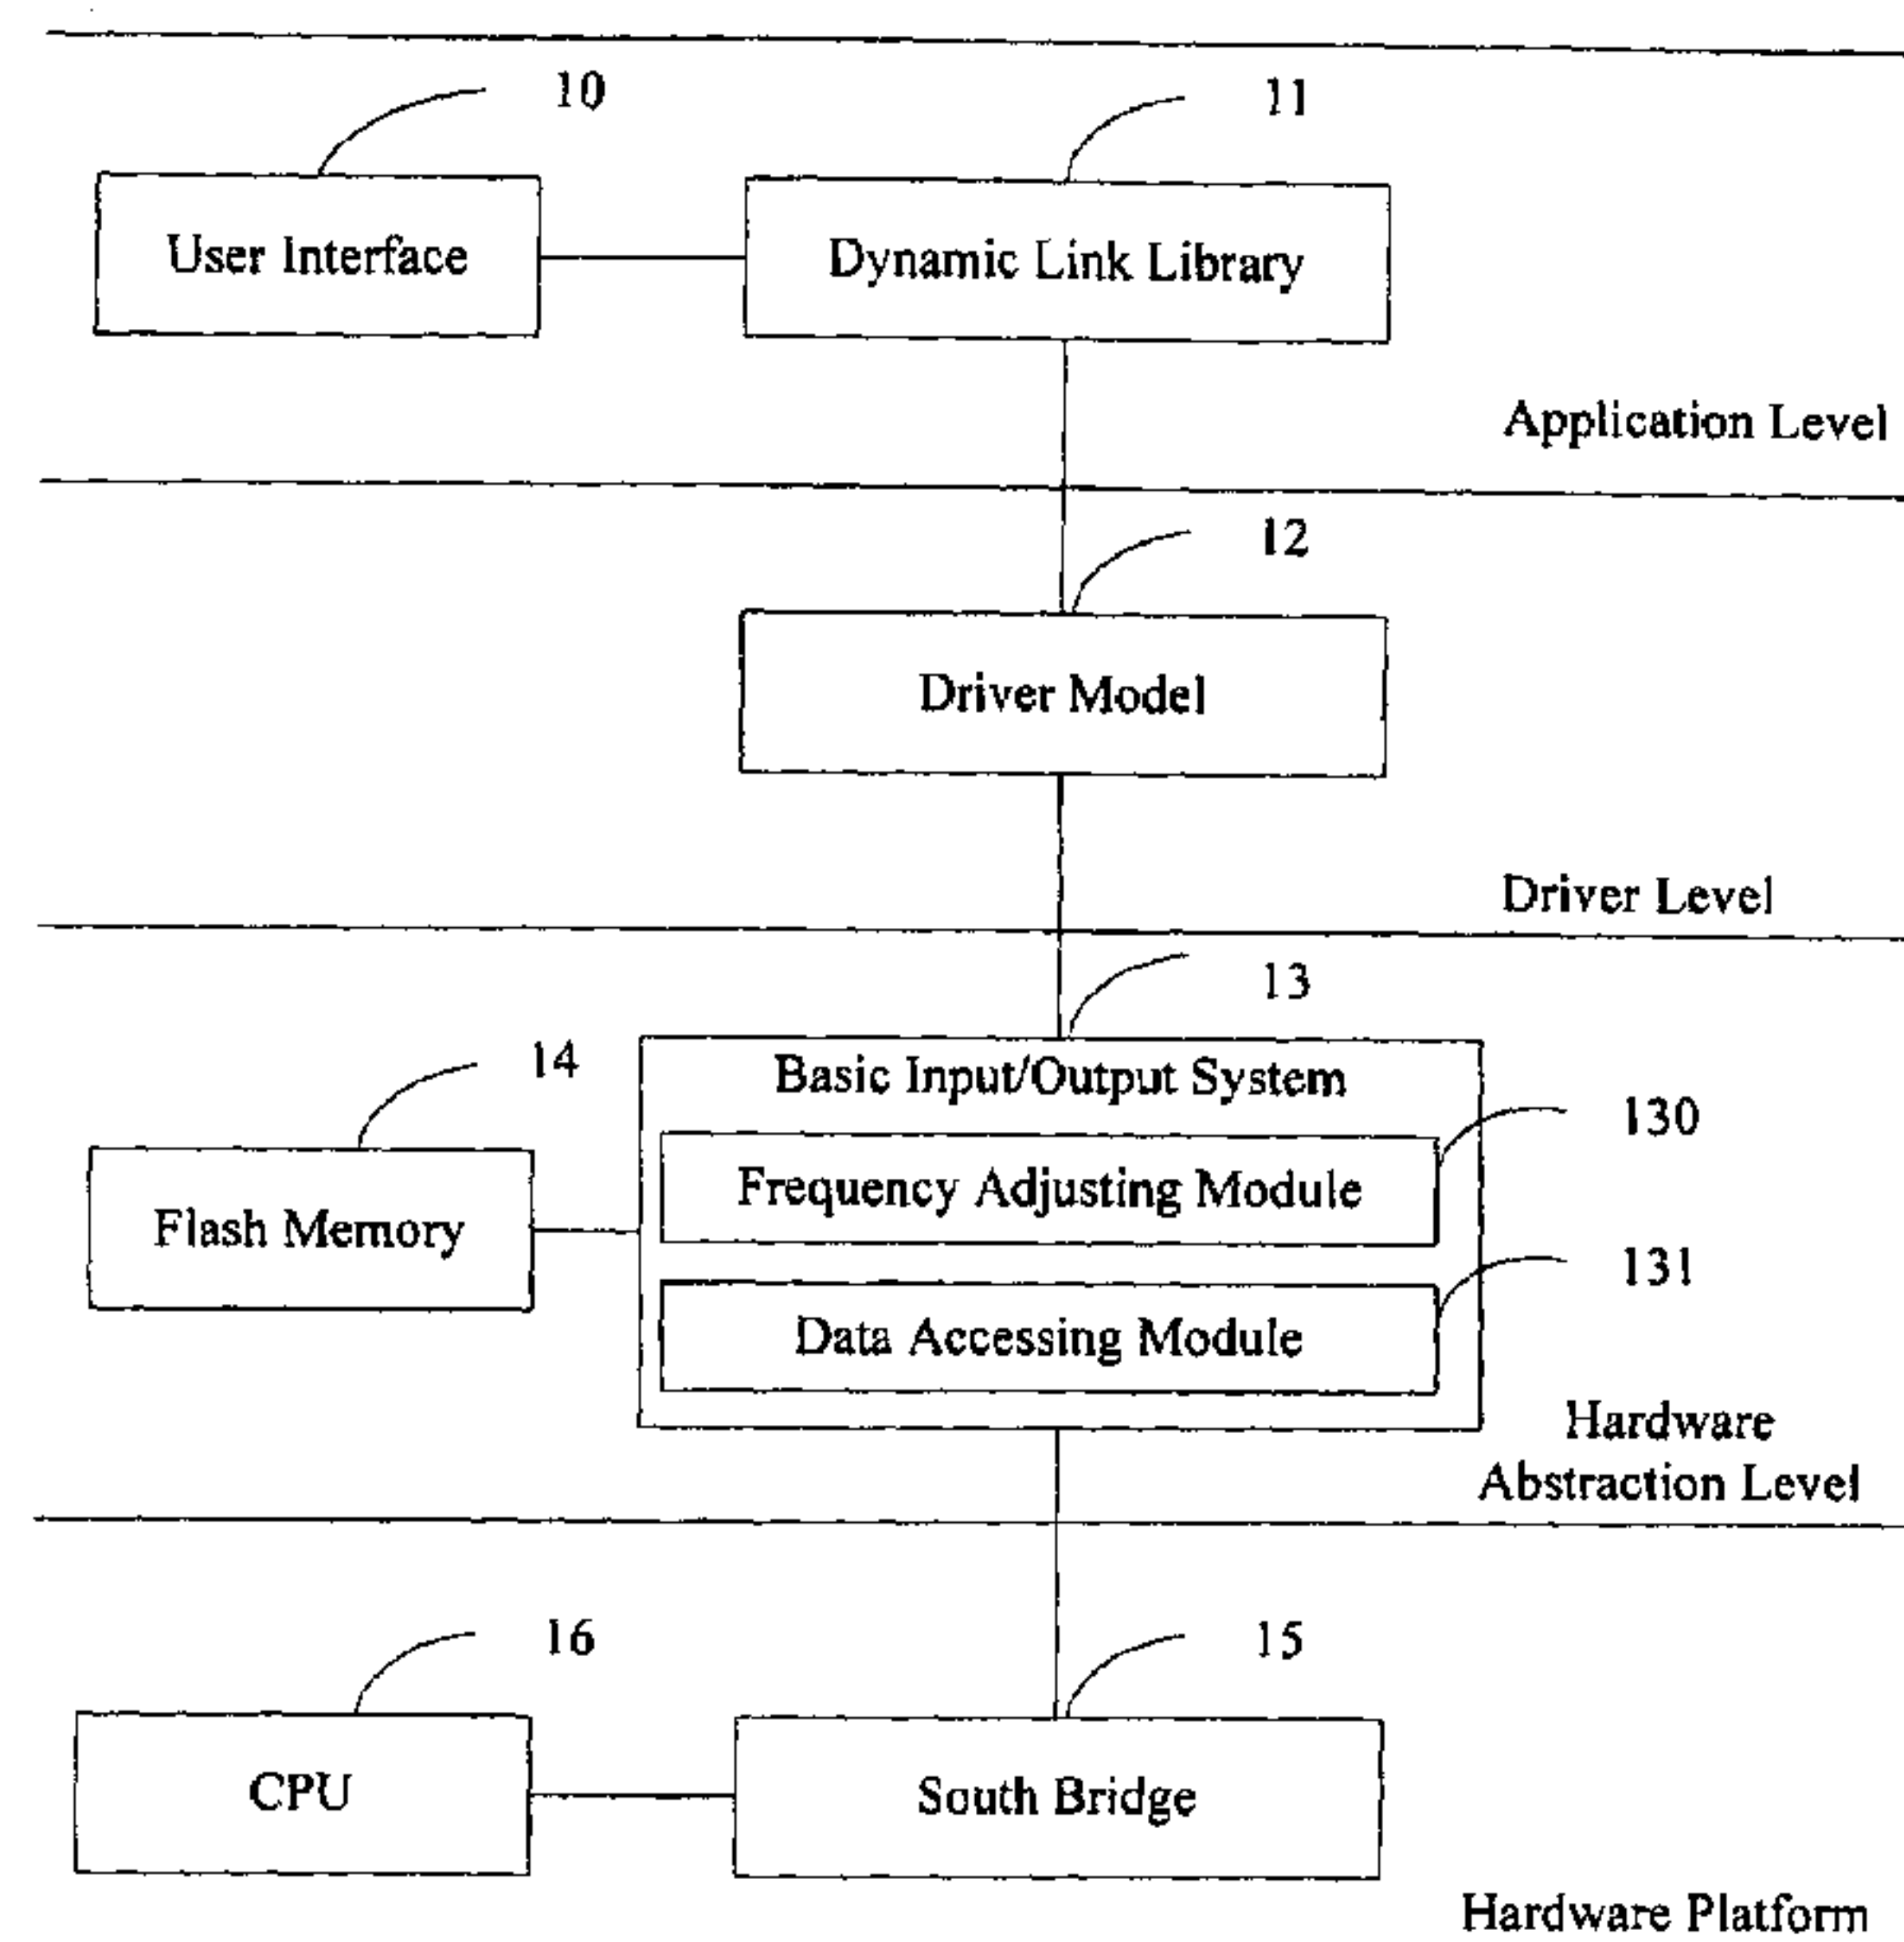 10
11
User Interface
Dynamic Link Library
Application Level
12
Driver Model
Driver Level
13
14
Basic Input/Output System
130
Frequency Adjusting Module
Flash Memory
131
Data Accessing Module
Hardware
Abstraction Level
16
15
CPU
South Bridge
Hardware Platform